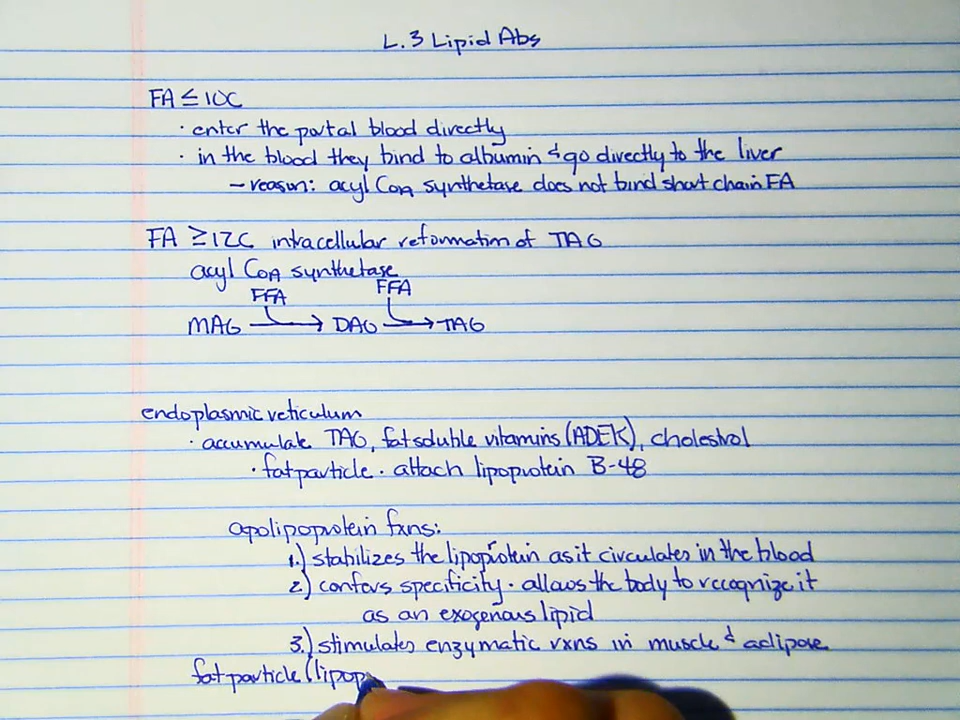 L.3 Lipid Abs
FA ≤ 10C
· enter the portal blood directly
· in the blood they bind to albumin & go directly to the liver
– reason: acyl CoA synthetase does not bind short chain FA
FA ≥ 12C intracellular reformation of TAG
acyl CoA synthetase
FFA FFA
MAG → DAG → TAG
endoplasmic reticulum
· accumulate TAG, fat soluble vitamins (ADEK), cholestrol
· fat particle · attach lipoprotein B-48
apolipoprotein fxns:
1.) stabilizes the lipoprotein as it circulates in the blood
2.) confers specificity · allows the body to recognize it
as an exogenous lipid
3.) stimulates enzymatic rxns in muscle & adipose
fat particle (lipop